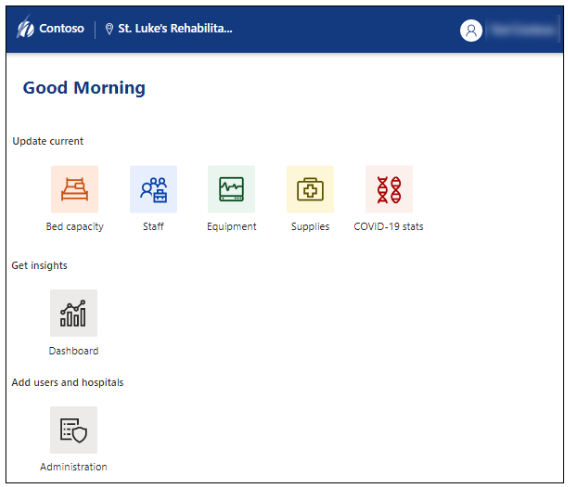 Contoso St. Luke's Rehabilita...
Good Morning
Update current
Bed capacity Staff Equipment Supplies COVID-19 stats
Get insights
Dashboard
Add users and hospitals
Administration